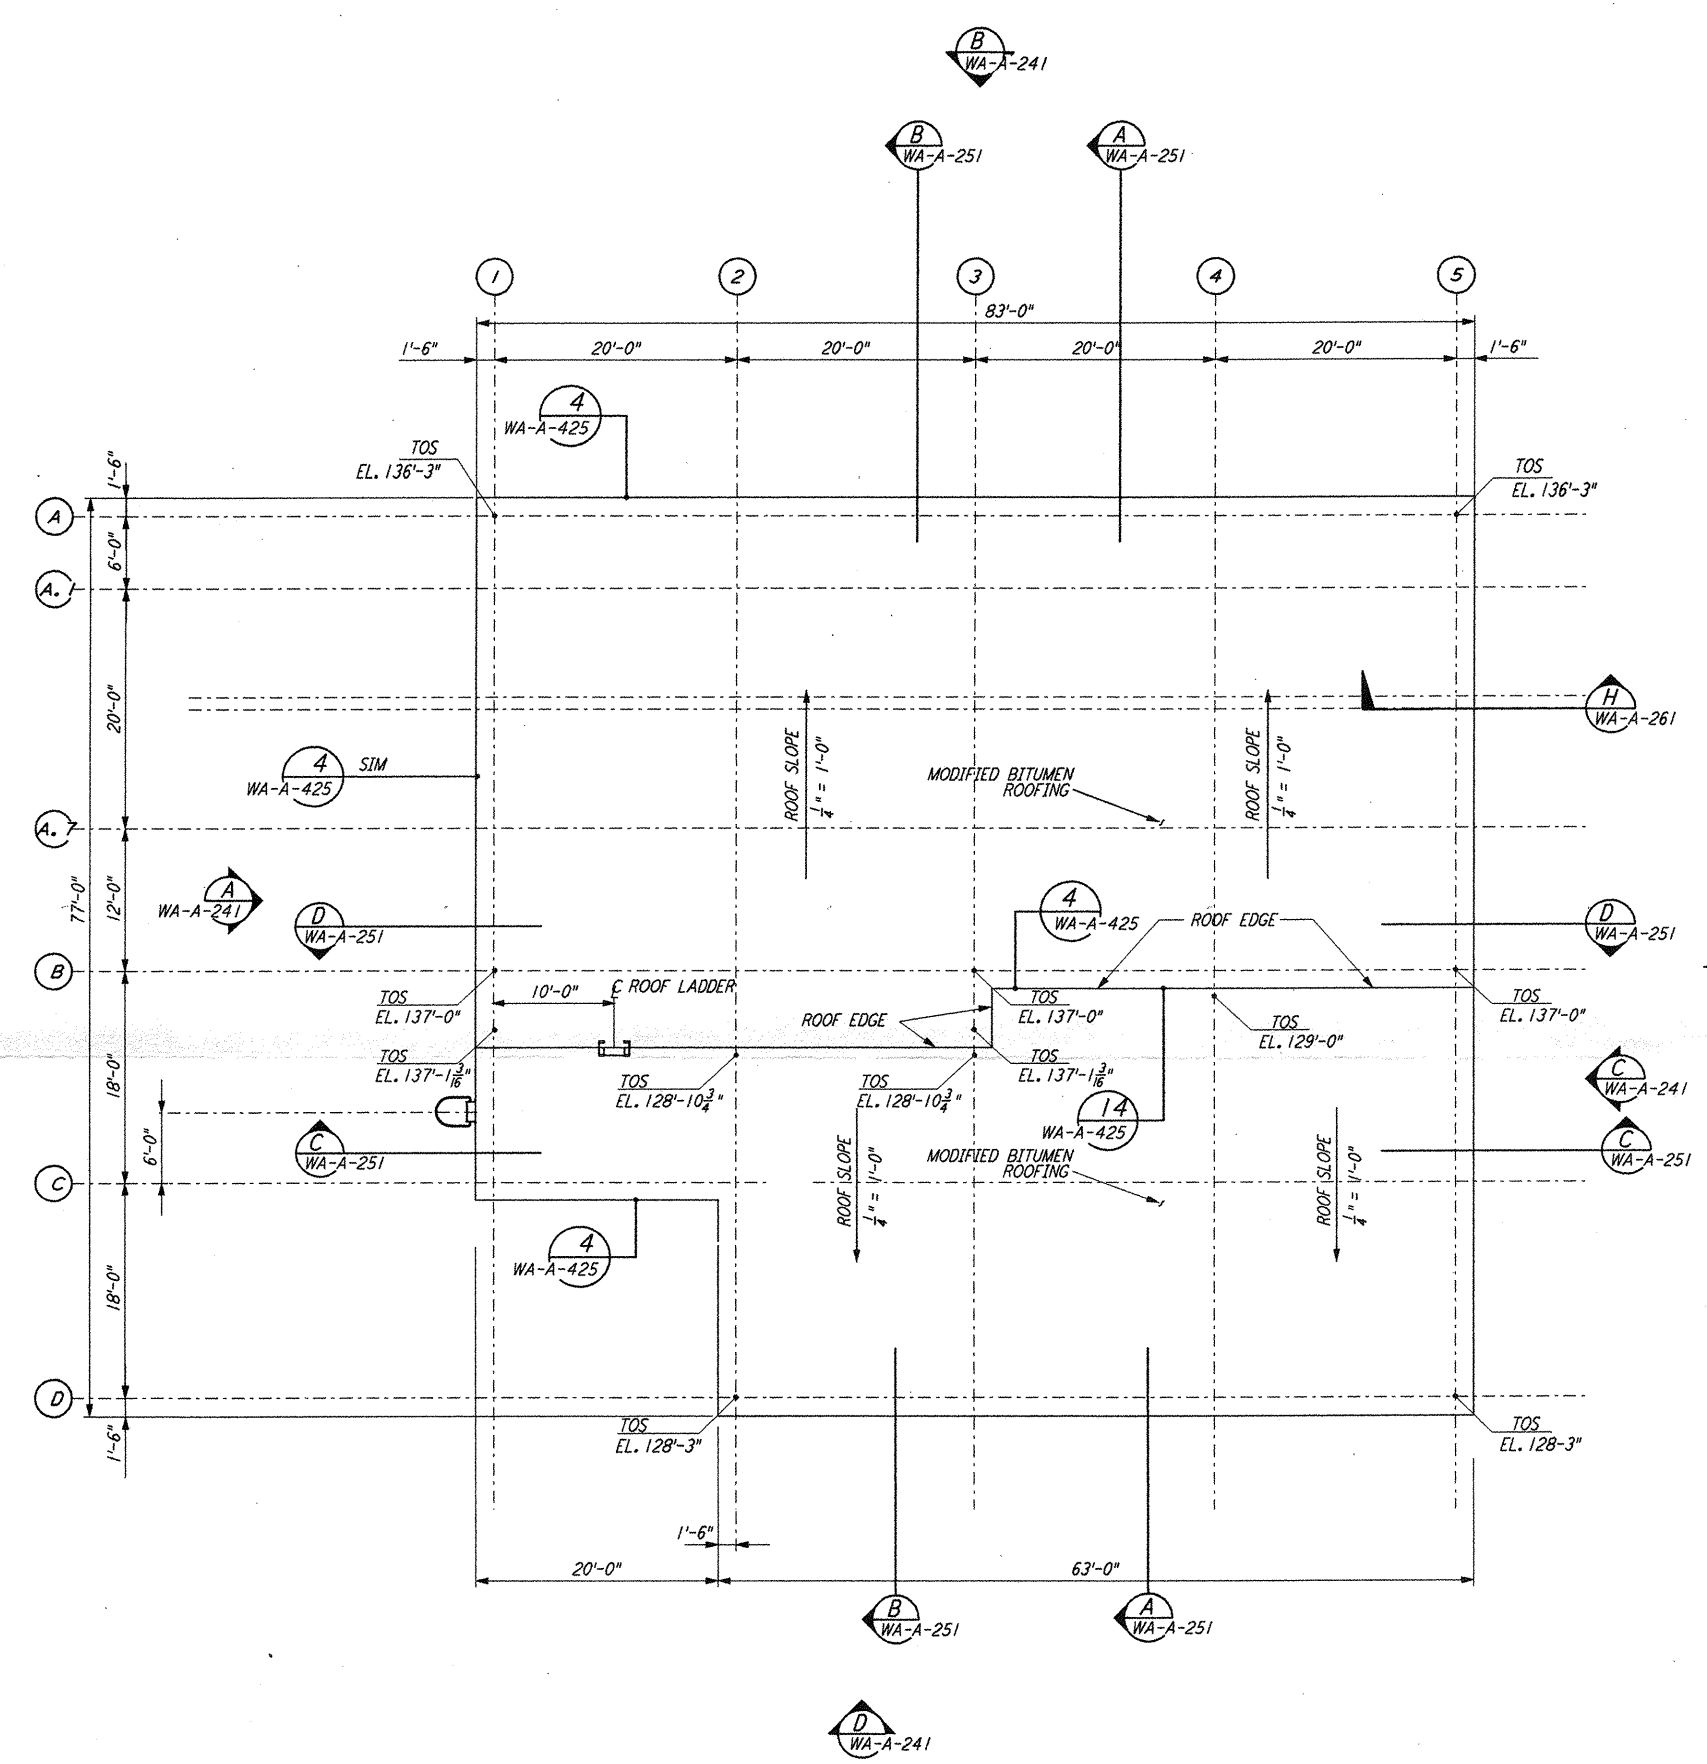 B
WA-A-241
B
WA-A-251
A
WA-A-251
1
2
3
4
5
83'-0"
1'-6"
20'-0"
20'-0"
20'-0"
20'-0"
1'-6"
4
WA-A-425
TOS
EL. 136'-3"
TOS
EL. 136'-3"
1'-6"
A
6'-0"
A.1
20'-0"
H
WA-A-261
ROOF SLOPE
1/4" = 1'-0"
ROOF SLOPE
1/4" = 1'-0"
4
SIM
WA-A-425
MODIFIED BITUMEN
ROOFING
A.7
77'-0"
12'-0"
A
WA-A-241
D
WA-A-251
4
WA-A-425
ROOF EDGE
D
WA-A-251
B
10'-0"
C ROOF LADDER
TOS
EL. 137'-0"
TOS
EL. 137'-0"
TOS
EL. 137'-0"
ROOF EDGE
TOS
EL. 129'-0"
18'-0"
TOS
EL. 137'-1 3/16"
TOS
EL. 128'-10 3/4"
TOS
EL. 128'-10 3/4"
TOS
EL. 137'-1 3/16"
C
WA-A-241
14
WA-A-425
6'-0"
C
WA-A-251
C
WA-A-251
MODIFIED BITUMEN
ROOFING
ROOF SLOPE
1/4" = 1'-0"
ROOF SLOPE
1/4" = 1'-0"
C
4
WA-A-425
18'-0"
D
1'-6"
TOS
EL. 128'-3"
TOS
EL. 128-3"
1'-6"
20'-0"
63'-0"
B
WA-A-251
A
WA-A-251
D
WA-A-241